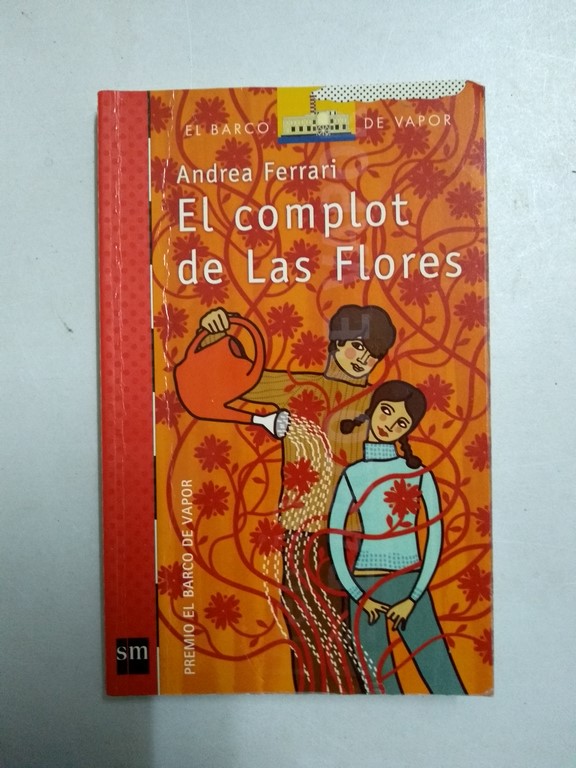 EL BARCO DE VAPOR
Andrea Ferrari
El complot
de Las Flores
PREMIO EL BARCO DE VAPOR
sm